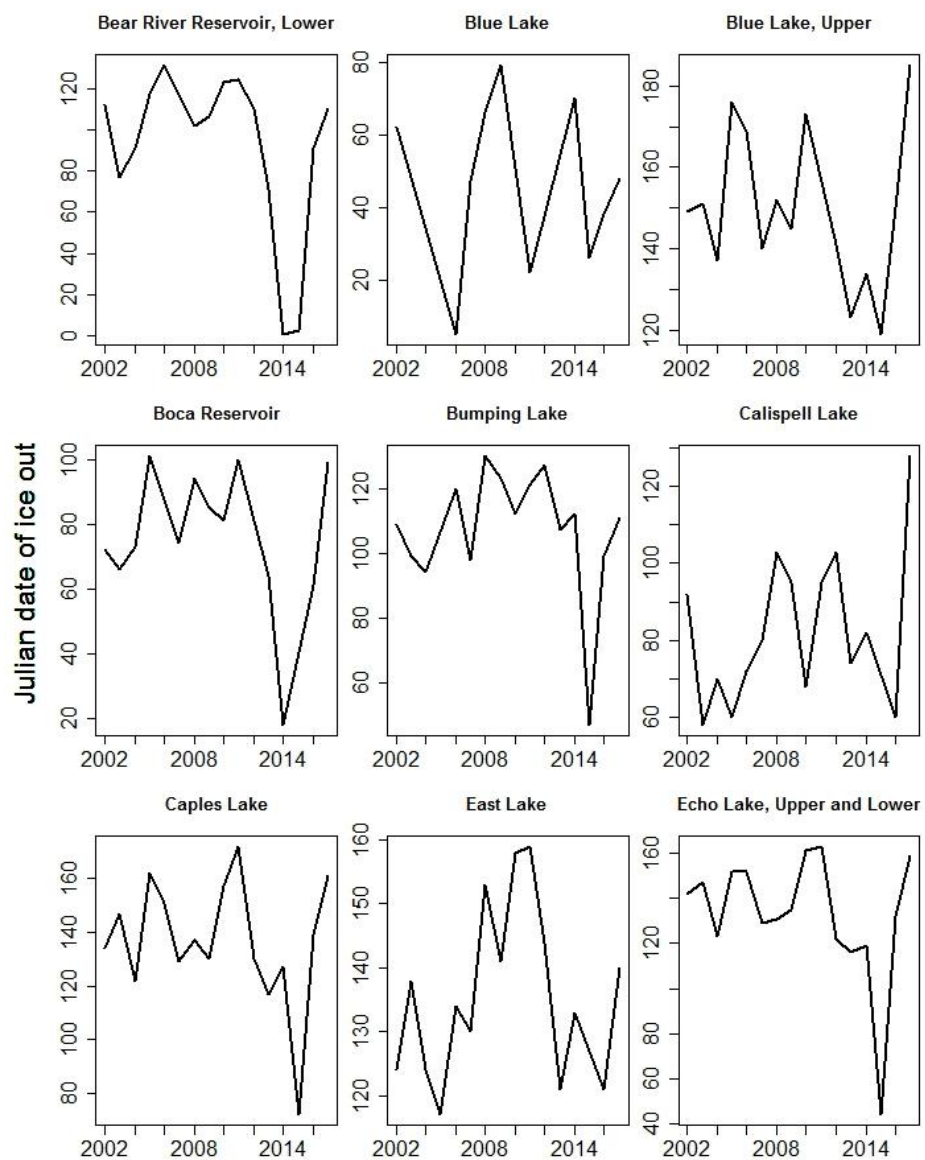 Bear River Reservoir, Lower
Blue Lake
Blue Lake, Upper
0 20 40 60 80 120
20 40 60 80
120 140 160 180
2002 2008 2014
2002 2008 2014
2002 2008 2014
Boca Reservoir
Bumping Lake
Calispell Lake
Julian date of ice out
20 40 60 80 100
60 80 100 120
60 80 100 120
2002 2008 2014
2002 2008 2014
2002 2008 2014
Caples Lake
East Lake
Echo Lake, Upper and Lower
80 100 120 140 160
120 130 140 150 160
40 60 80 120 160
2002 2008 2014
2002 2008 2014
2002 2008 2014